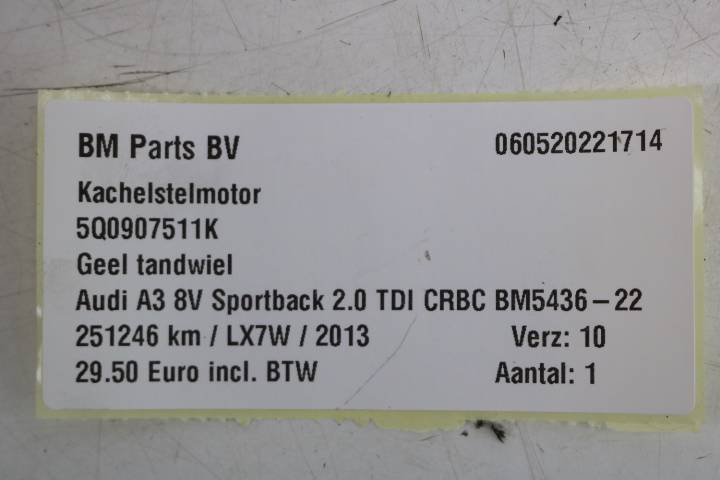 BM Parts BV 060520221714
Kachelstelmotor
5Q0907511K
Geel tandwiel
Audi A3 8V Sportback 2.0 TDI CRBC BM5436-22
251246 km / LX7W / 2013 Verz: 10
29.50 Euro incl. BTW Aantal: 1